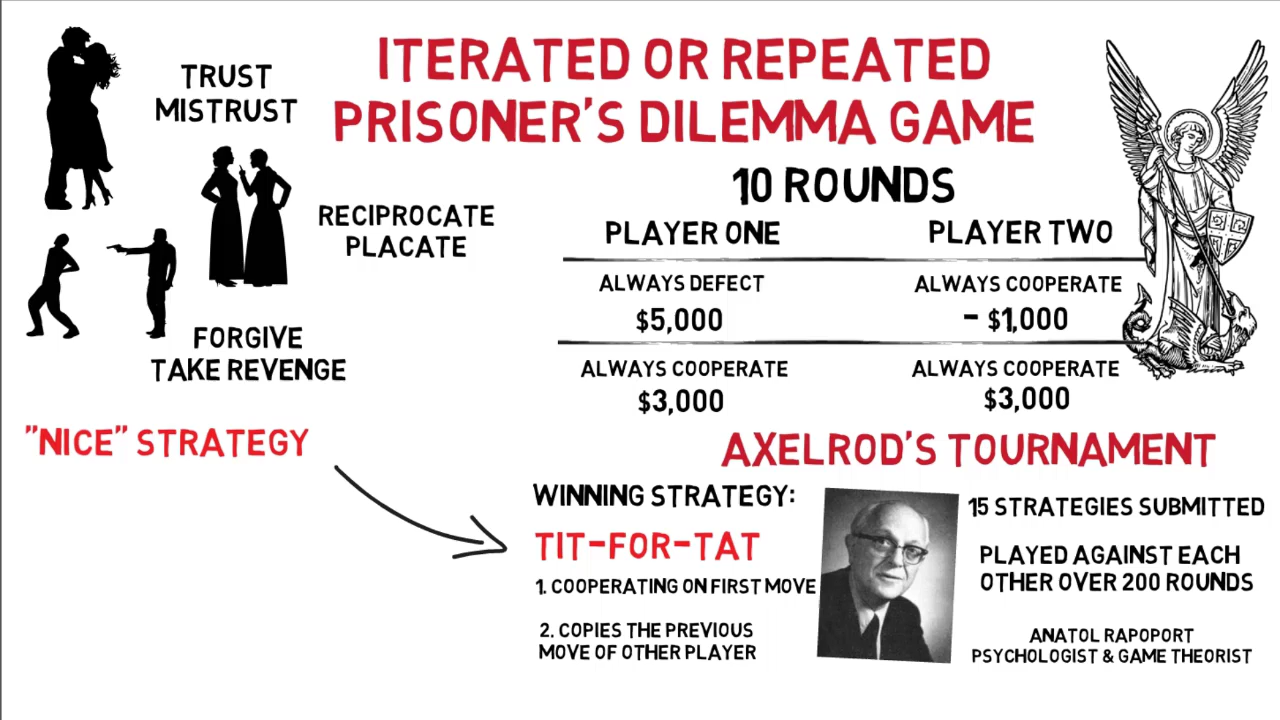 ITERATED OR REPEATED
PRISONER'S DILEMMA GAME
TRUST
MISTRUST
RECIPROCATE
PLACATE
FORGIVE
TAKE REVENGE
10 ROUNDS
PLAYER ONE
PLAYER TWO
ALWAYS DEFECT
ALWAYS COOPERATE
$5,000
- $1,000
ALWAYS COOPERATE
ALWAYS COOPERATE
$3,000
$3,000
"NICE" STRATEGY
AXELROD'S TOURNAMENT
WINNING STRATEGY:
TIT-FOR-TAT
1. COOPERATING ON FIRST MOVE
2. COPIES THE PREVIOUS
MOVE OF OTHER PLAYER
15 STRATEGIES SUBMITTED
PLAYED AGAINST EACH
OTHER OVER 200 ROUNDS
ANATOL RAPOPORT
PSYCHOLOGIST & GAME THEORIST